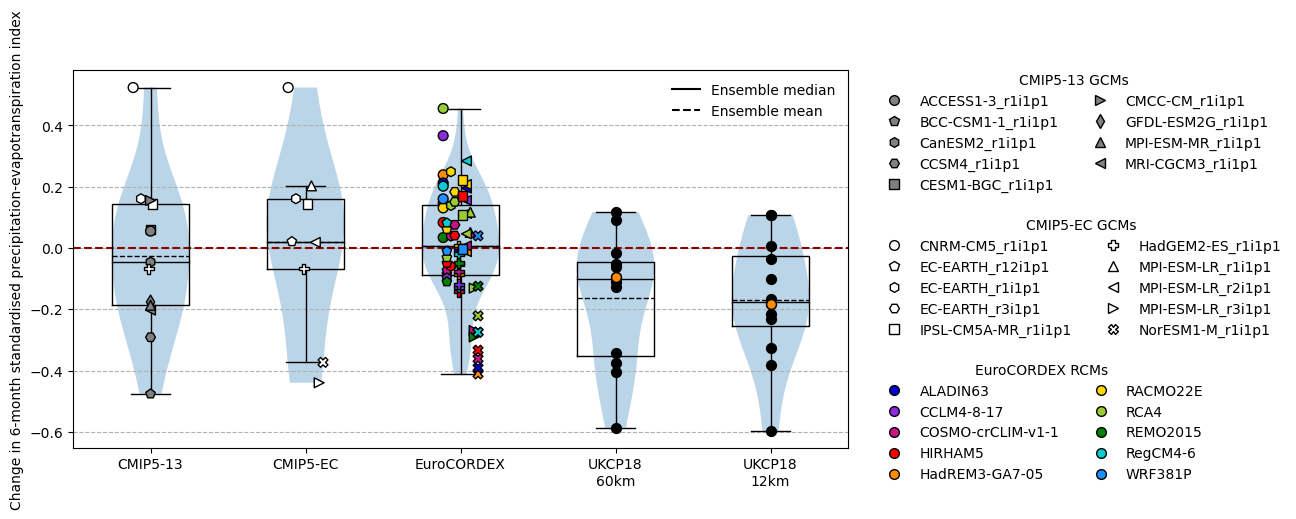 Change in 6-month standardised precipitation-evapotranspiration index
0.4
0.2
0.0
−0.2
−0.4
−0.6
CMIP5-13
CMIP5-EC
EuroCORDEX
UKCP18
60km
UKCP18
12km
Ensemble median
Ensemble mean
CMIP5-13 GCMs
ACCESS1-3_r1i1p1
BCC-CSM1-1_r1i1p1
CanESM2_r1i1p1
CCSM4_r1i1p1
CESM1-BGC_r1i1p1
CMCC-CM_r1i1p1
GFDL-ESM2G_r1i1p1
MPI-ESM-MR_r1i1p1
MRI-CGCM3_r1i1p1
CMIP5-EC GCMs
CNRM-CM5_r1i1p1
EC-EARTH_r12i1p1
EC-EARTH_r1i1p1
EC-EARTH_r3i1p1
IPSL-CM5A-MR_r1i1p1
HadGEM2-ES_r1i1p1
MPI-ESM-LR_r1i1p1
MPI-ESM-LR_r2i1p1
MPI-ESM-LR_r3i1p1
NorESM1-M_r1i1p1
EuroCORDEX RCMs
ALADIN63
CCLM4-8-17
COSMO-crCLIM-v1-1
HIRHAM5
HadREM3-GA7-05
RACMO22E
RCA4
REMO2015
RegCM4-6
WRF381P